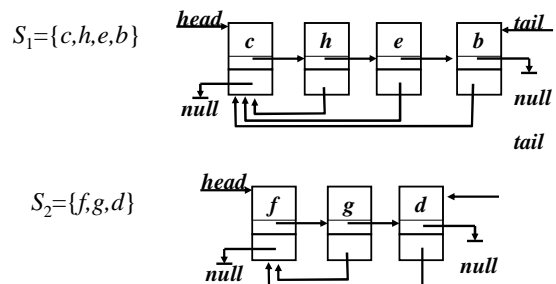 head
tail
S₁={c,h,e,b}
c h e b
null
null
tail
head
S₂={f,g,d}
f g d
null
null